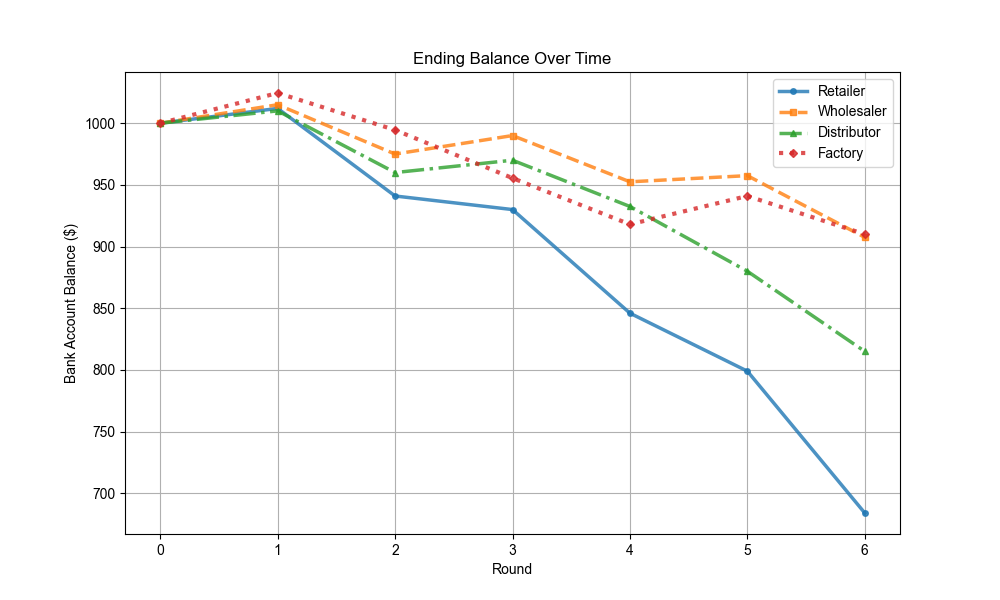 Ending Balance Over Time
Retailer
Wholesaler
Distributor
Factory
Bank Account Balance ($)
1000
950
900
850
800
750
700
0 1 2 3 4 5 6
Round